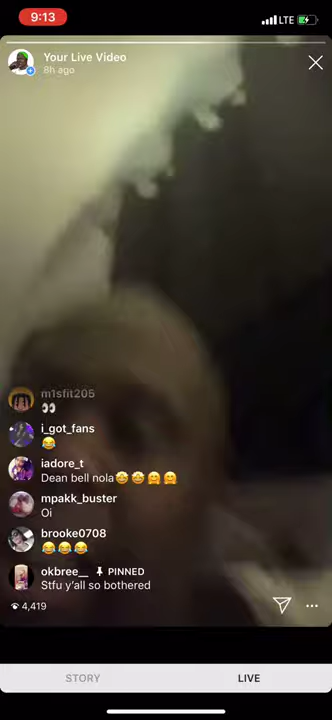 9:13
LTE
Your Live Video
8h ago
m1sfit205
👀
i_got_fans
😂
iadore_t
Dean bell nola🤩🤩🤗🤗
mpakk_buster
Oi
brooke0708
😂😂😂
okbree__ PINNED
Stfu y'all so bothered
4,419
STORY LIVE